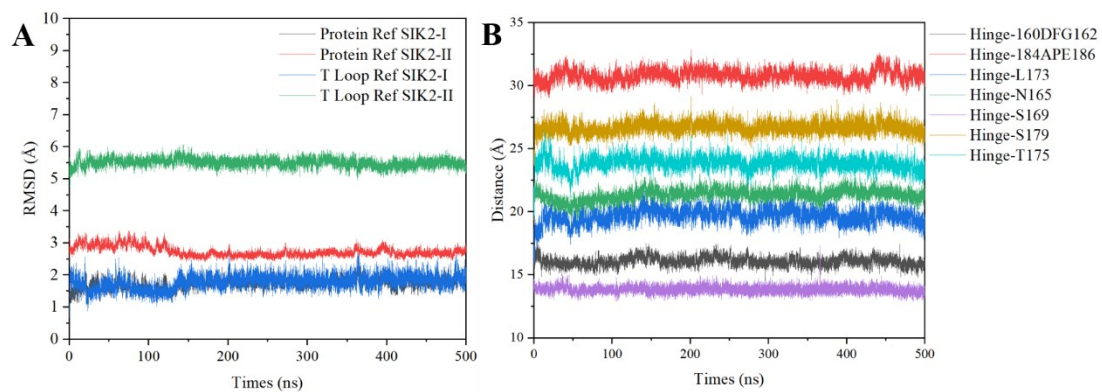 A
RMSD (Å)
10
9
8
7
6
5
4
3
2
1
0
Protein Ref SIK2-I
Protein Ref SIK2-II
T Loop Ref SIK2-I
T Loop Ref SIK2-II
0
100
200
300
400
500
Times (ns)
B
Distance (Å)
35
30
25
20
15
10
0
100
200
300
400
500
Times (ns)
Hinge-160DFG162
Hinge-184APE186
Hinge-L173
Hinge-N165
Hinge-S169
Hinge-S179
Hinge-T175